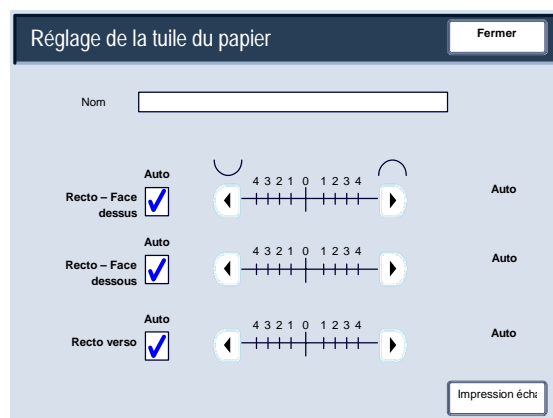 Réglage de la tuile du papier
Fermer
Nom
Auto
4 3 2 1 0 1 2 3 4
Recto – Face
dessus
Auto
Auto
4 3 2 1 0 1 2 3 4
Recto – Face
dessous
Auto
Auto
4 3 2 1 0 1 2 3 4
Recto verso
Auto
Impression écha